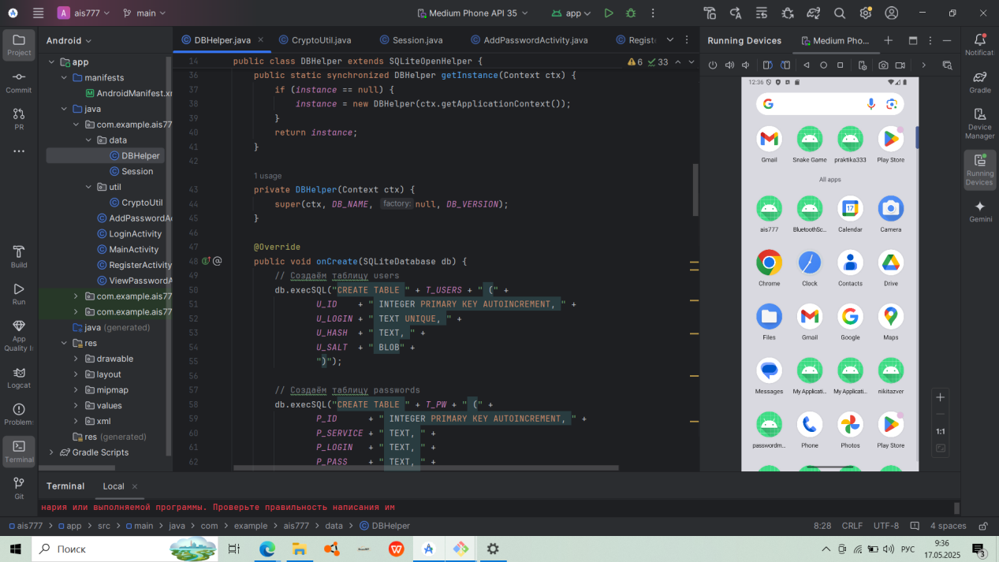 A ais777
main
Medium Phone API 35
app
Project
Commit
PR
Build
Run
App
Quality I
Logcat
Problem
Terminal
Git
Android
app
manifests
AndroidManifest.xr
java
com.example.ais77
data
DBHelper
Session
util
CryptoUtil
AddPasswordAc
LoginActivity
MainActivity
RegisterActivity
ViewPasswordA
com.example.ais77
com.example.ais77
java (generated)
res
drawable
layout
mipmap
values
xml
res (generated)
Gradle Scripts
DBHelper.java
CryptoUtil.java
Session.java
AddPasswordActivity.java
Regist
6 33
14 public class DBHelper extends SQLiteOpenHelper {
36 public static synchronized DBHelper getInstance(Context ctx) {
37 if (instance == null) {
38 instance = new DBHelper(ctx.getApplicationContext());
39 }
40 return instance;
41 }
42
1 usage
43 private DBHelper(Context ctx) {
44 super(ctx, DB_NAME, factory: null, DB_VERSION);
45 }
46
47 @Override
48 public void onCreate(SQLiteDatabase db) {
49 // Создаём таблицу users
50 db.execSQL("CREATE TABLE " + T_USERS + " (" +
51 U_ID + " INTEGER PRIMARY KEY AUTOINCREMENT, " +
52 U_LOGIN + " TEXT UNIQUE, " +
53 U_HASH + " TEXT, " +
54 U_SALT + " BLOB" +
55 ")");
56
57 // Создаём таблицу passwords
58 db.execSQL("CREATE TABLE " + T_PW + " (" +
59 P_ID + " INTEGER PRIMARY KEY AUTOINCREMENT, " +
60 P_SERVICE + " TEXT, " +
61 P_LOGIN + " TEXT, " +
62 P_PASS + " TEXT, " +
Running Devices
Medium Pho...
12:36
Gmail Snake Game praktika333 Play Store
All apps
17
ais777 BluetoothSc... Calendar Camera
Chrome Clock Contacts Drive
Files Gmail Google Maps
Messages My Applicati... My Applicati... nikitazver
passwordm... Phone Photos Play Store
1:1
Notificat
Gradle
Device
Manager
Running
Devices
Gemini
Terminal Local
нария или выполняемой программы. Проверьте правильность написания им
ais777 > app > src > main > java > com > example > ais777 > data > DBHelper
8:28 CRLF UTF-8 4 spaces
Поиск
РУС
9:36
17.05.2025
3